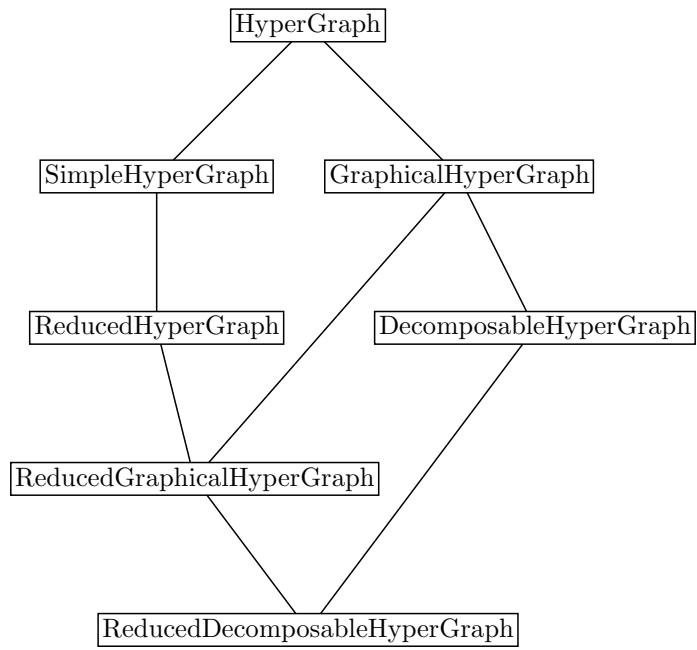 HyperGraph
SimpleHyperGraph
GraphicalHyperGraph
ReducedHyperGraph
DecomposableHyperGraph
ReducedGraphicalHyperGraph
ReducedDecomposableHyperGraph